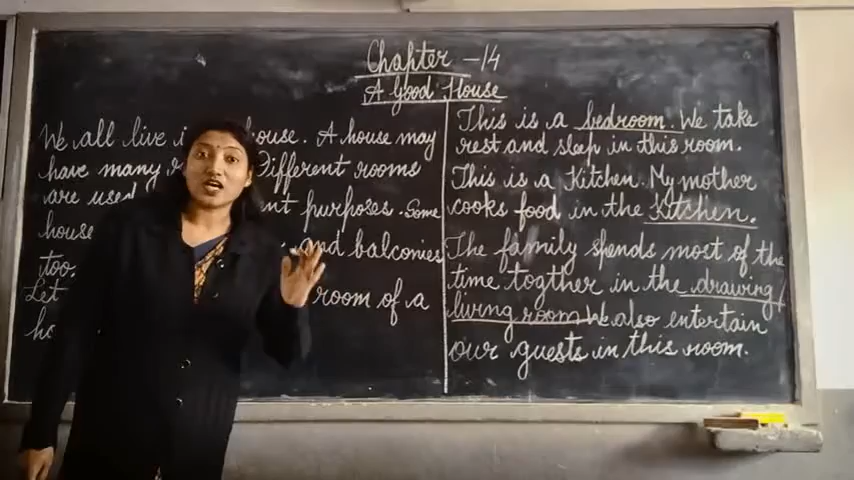 Chapter - 14
A Good House
We all live house. A house may
have many Different rooms
are used purposes. Some
house and balconies
too.
Let room of a
This is a bedroom. We take
rest and sleep in this room.
This is a Kitchen. My mother
cooks food in the Kitchen.
The family spends most of the
time together in the drawing/
living room. We also entertain
our guests in this room.